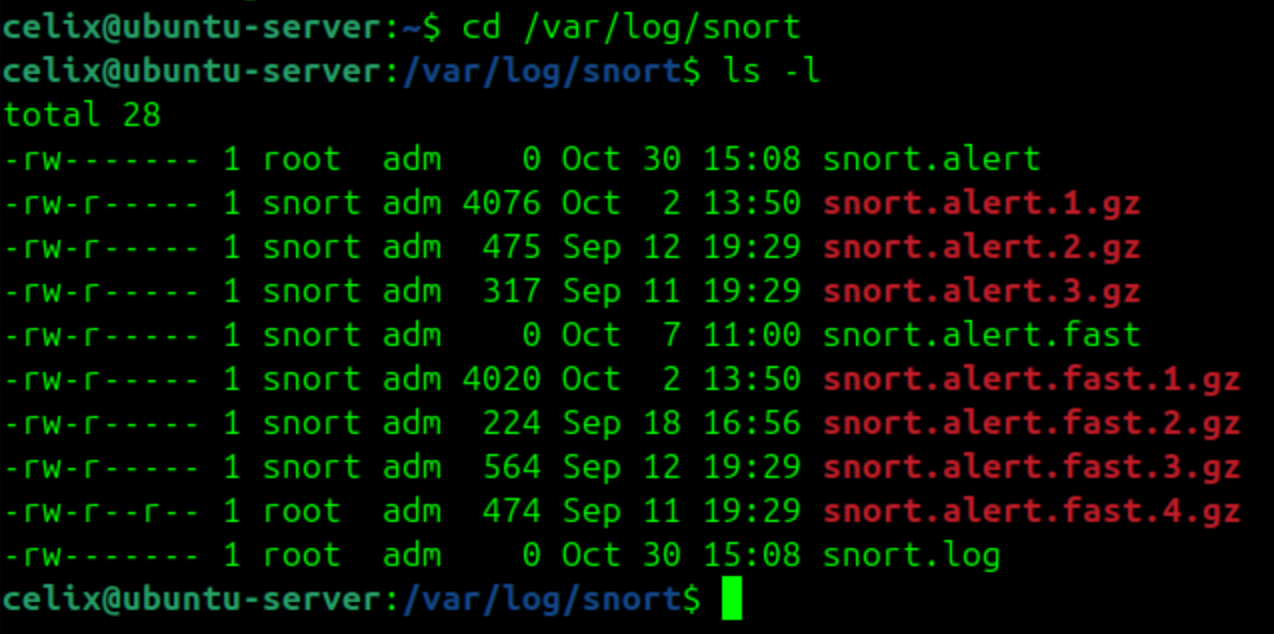 celix@ubuntu-server:~$ cd /var/log/snort
celix@ubuntu-server:/var/log/snort$ ls -l
total 28
-rw------- 1 root  adm    0 Oct 30 15:08 snort.alert
-rw-r----- 1 snort adm 4076 Oct  2 13:50 snort.alert.1.gz
-rw-r----- 1 snort adm  475 Sep 12 19:29 snort.alert.2.gz
-rw-r----- 1 snort adm  317 Sep 11 19:29 snort.alert.3.gz
-rw-r----- 1 snort adm    0 Oct  7 11:00 snort.alert.fast
-rw-r----- 1 snort adm 4020 Oct  2 13:50 snort.alert.fast.1.gz
-rw-r----- 1 snort adm  224 Sep 18 16:56 snort.alert.fast.2.gz
-rw-r----- 1 snort adm  564 Sep 12 19:29 snort.alert.fast.3.gz
-rw-r--r-- 1 root  adm  474 Sep 11 19:29 snort.alert.fast.4.gz
-rw------- 1 root  adm    0 Oct 30 15:08 snort.log
celix@ubuntu-server:/var/log/snort$